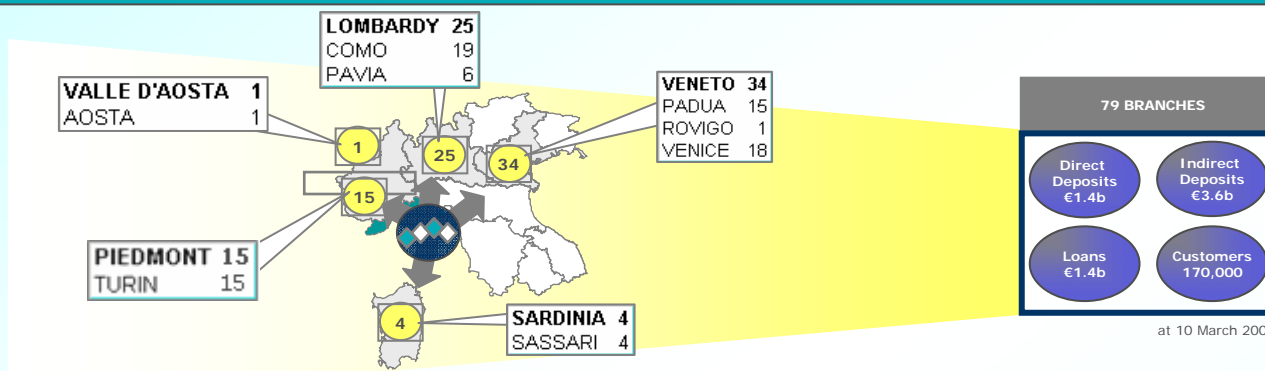 LOMBARDY 25
COMO 19
PAVIA 6
VALLE D'AOSTA 1
AOSTA 1
VENETO 34
PADUA 15
ROVIGO 1
VENICE 18
79 BRANCHES
1
25
34
15
Direct
Deposits
€1.4b
Indirect
Deposits
€3.6b
PIEDMONT 15
TURIN 15
Loans
€1.4b
Customers
170,000
4
SARDINIA 4
SASSARI 4
at 10 March 200